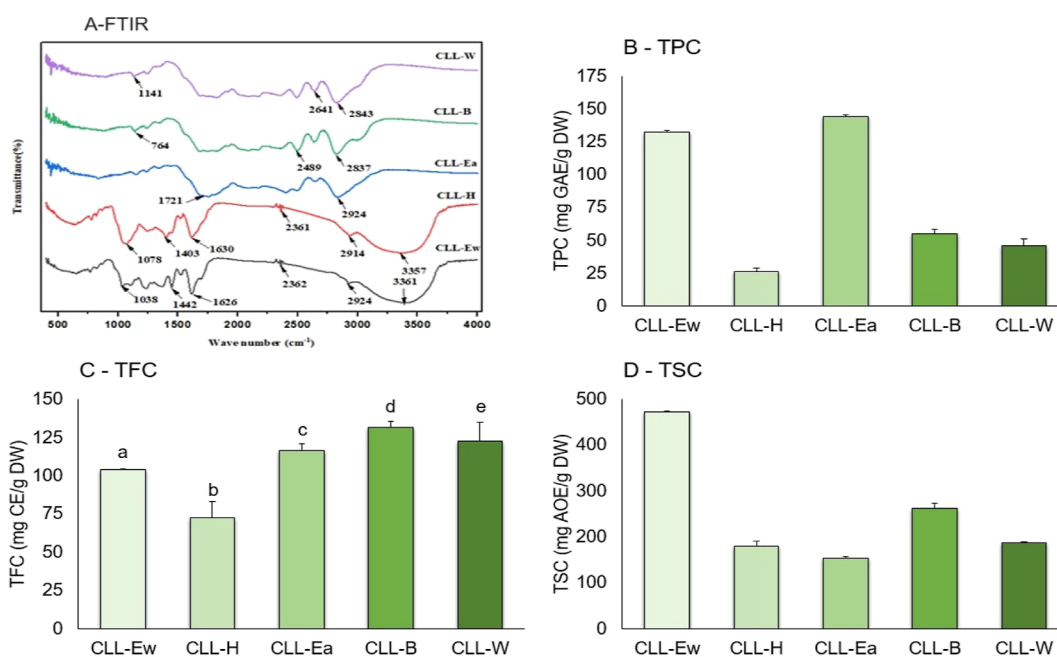 A-FTIR
CLL-W
1141
2641
2843
CLL-B
764
2489
2837
CLL-Ea
1721
2924
CLL-H
2361
1078
1403
1630
2914
3357
CLL-Ew
3361
1038
1442
1626
2362
2924
Transmittance(%)
500 1000 1500 2000 2500 3000 3500 4000
Wave number (cm⁻¹)
B - TPC
TPC (mg GAE/g DW)
175
150
125
100
75
50
25
0
CLL-Ew CLL-H CLL-Ea CLL-B CLL-W
C - TFC
TFC (mg CE/g DW)
150
125
100
75
50
25
0
a b c d e
CLL-Ew CLL-H CLL-Ea CLL-B CLL-W
D - TSC
TSC (mg AOE/g DW)
500
400
300
200
100
0
CLL-Ew CLL-H CLL-Ea CLL-B CLL-W